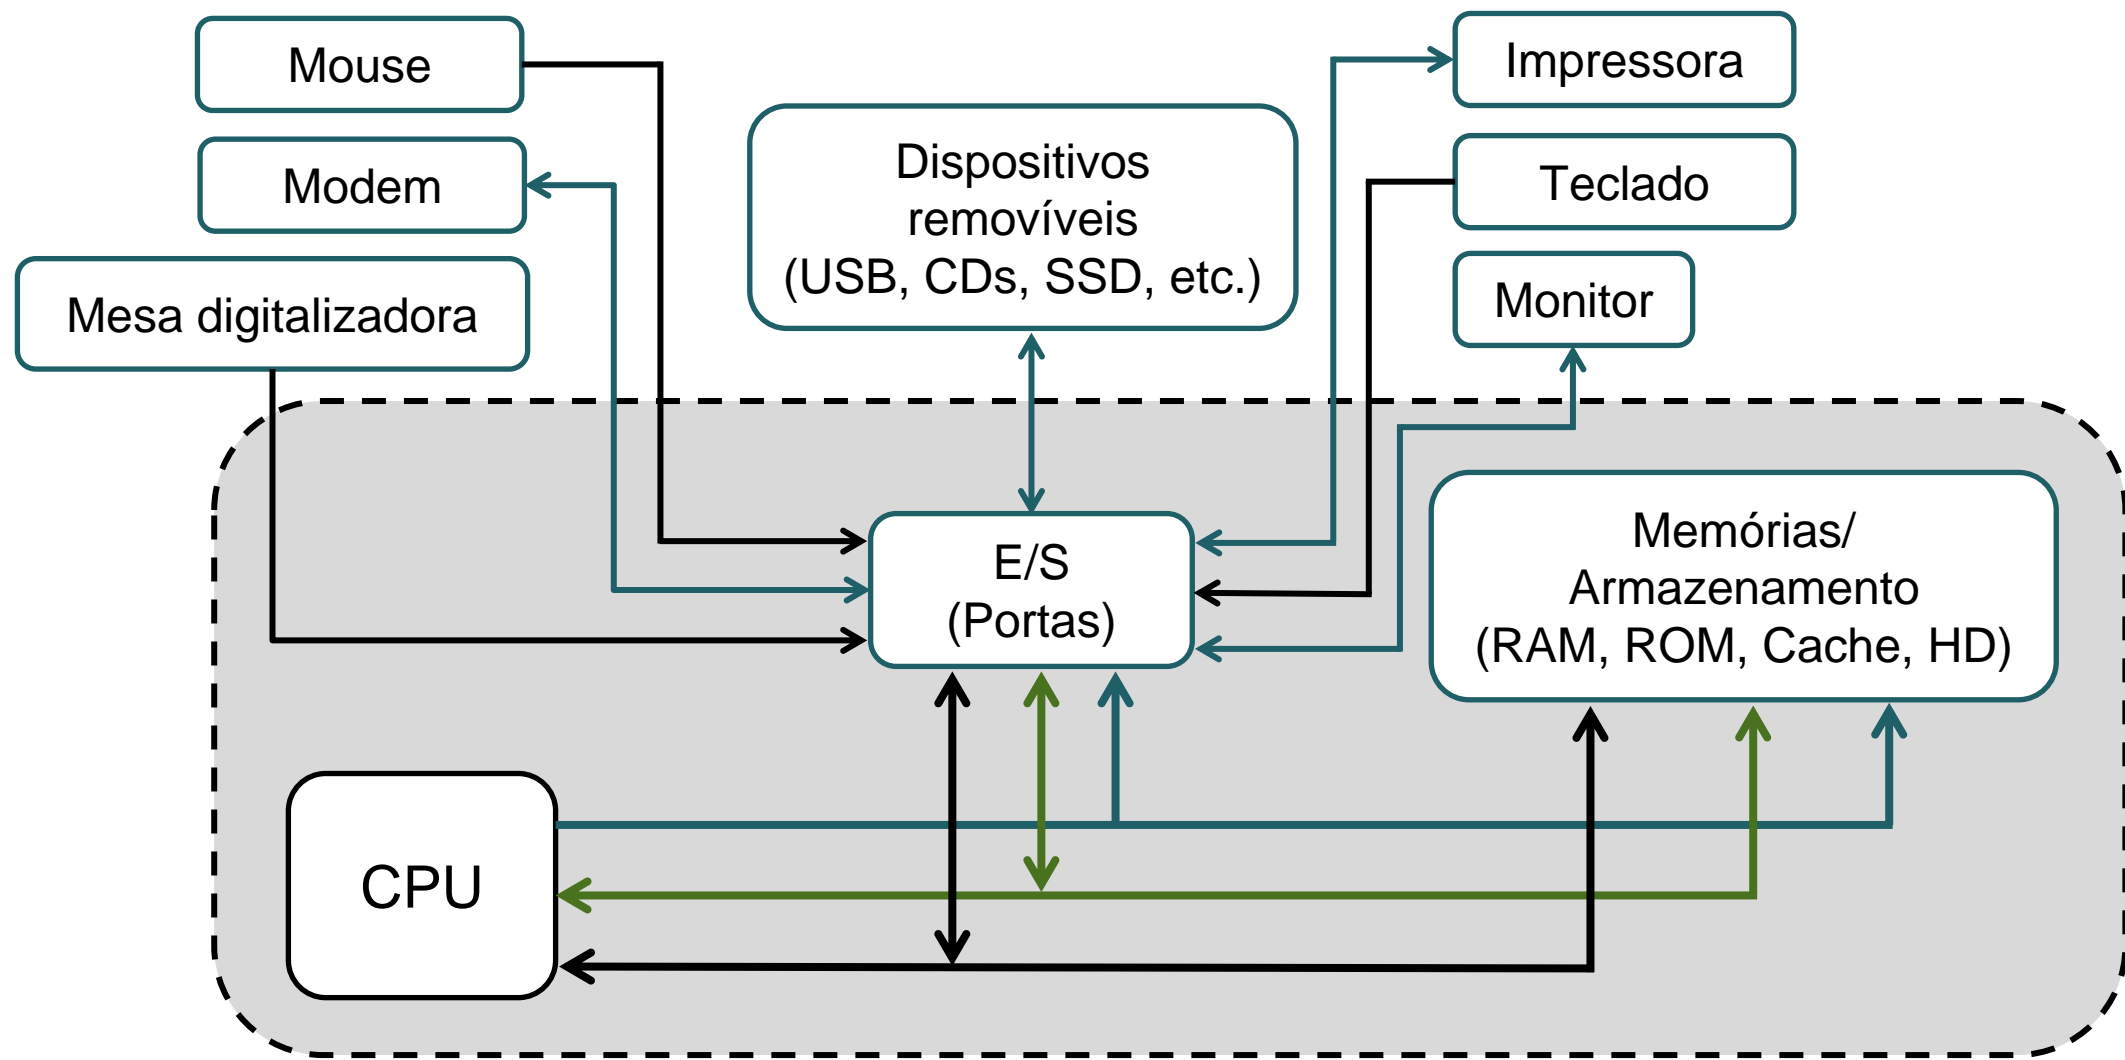 Mouse
Modem
Mesa digitalizadora
Dispositivos
removíveis
(USB, CDs, SSD, etc.)
Impressora
Teclado
Monitor
E/S
(Portas)
Memórias/
Armazenamento
(RAM, ROM, Cache, HD)
CPU